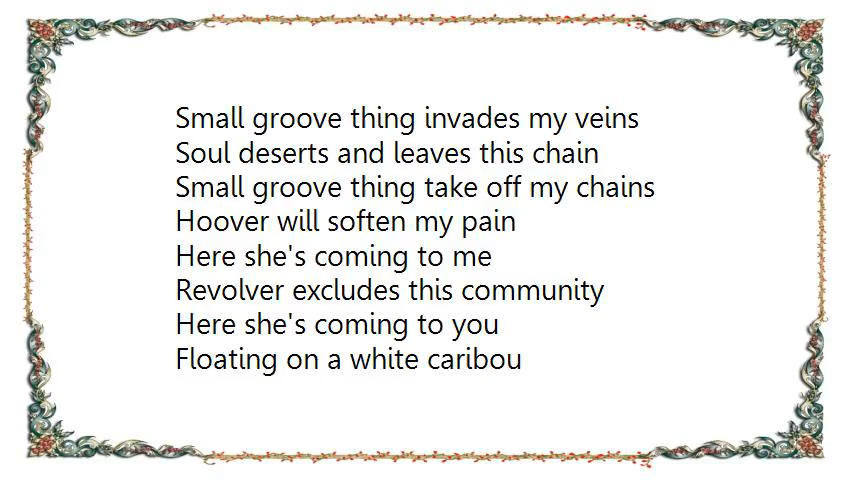 Small groove thing invades my veins
Soul deserts and leaves this chain
Small groove thing take off my chains
Hoover will soften my pain
Here she's coming to me
Revolver excludes this community
Here she's coming to you
Floating on a white caribou